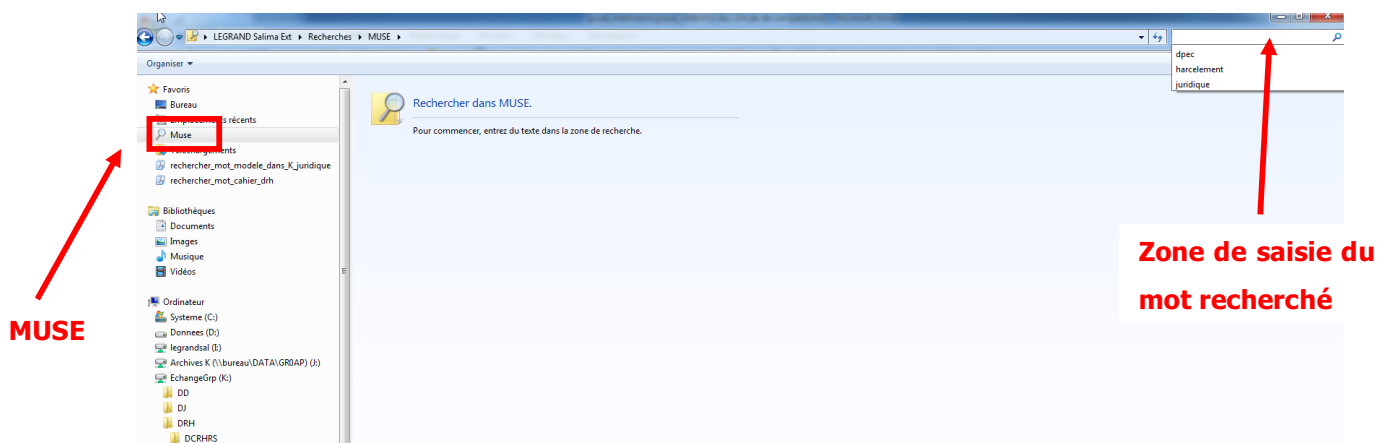 LEGRAND Salima Ext ▸ Recherches ▸ MUSE ▸
Organiser
dpec
harcelement
juridique
Favoris
Bureau
récents
Muse
rechercher_mot_modele_dans_K_juridique
rechercher_mot_cahier_drh
Bibliothèques
Documents
Images
Musique
Vidéos
Ordinateur
Systeme (C:)
Donnees (D:)
legrandsal (I:)
Archives K (\\bureau\DATA\GR0AP) (J:)
EchangeGrp (K:)
DD
DJ
DRH
DCRHRS
Rechercher dans MUSE.
Pour commencer, entrez du texte dans la zone de recherche.
MUSE
Zone de saisie du
mot recherché